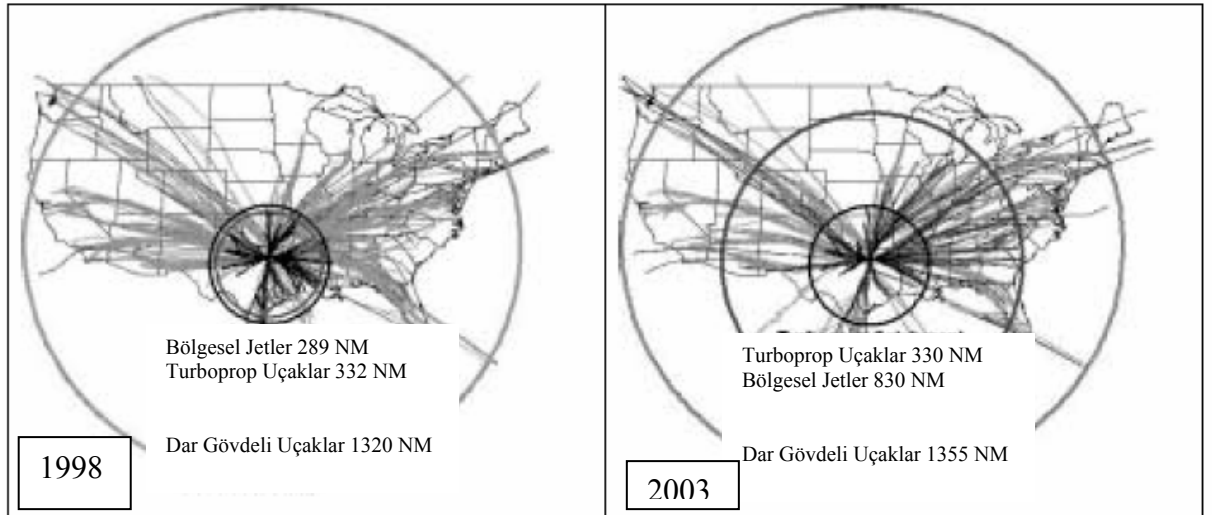 Bölgesel Jetler 289 NM
Turboprop Uçaklar 332 NM
Dar Gövdeli Uçaklar 1320 NM
1998
Turboprop Uçaklar 330 NM
Bölgesel Jetler 830 NM
Dar Gövdeli Uçaklar 1355 NM
2003